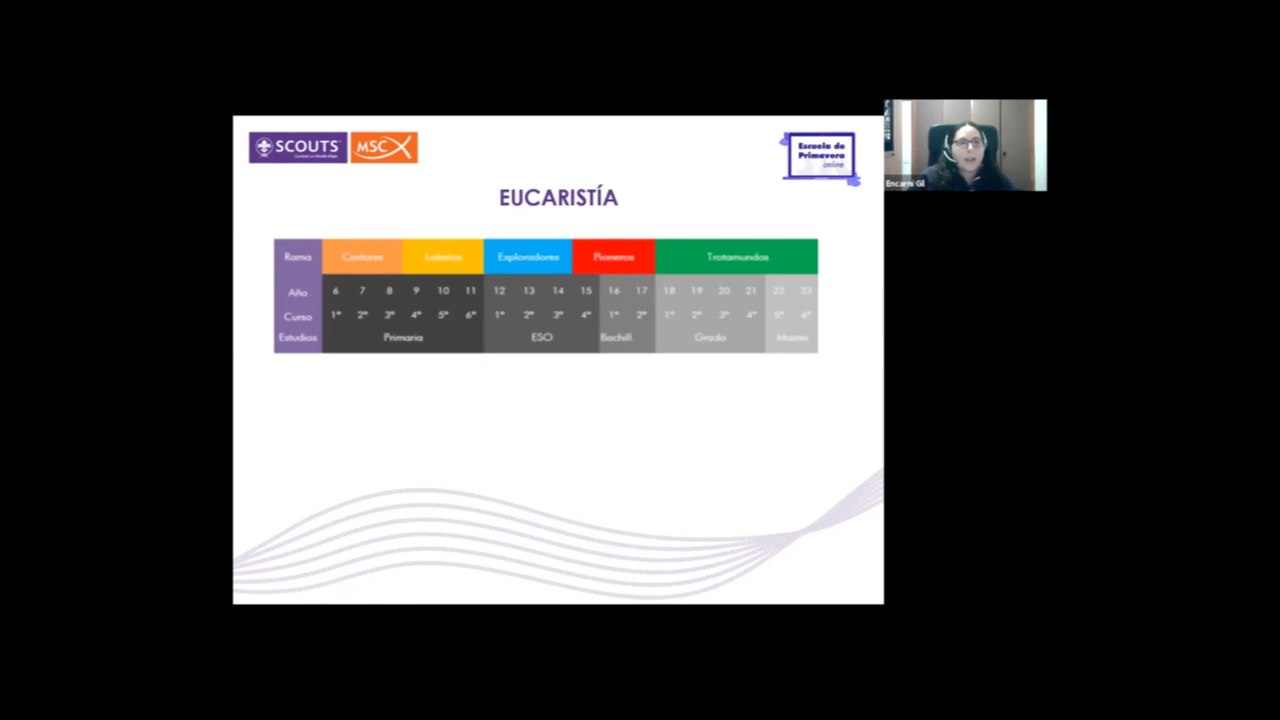 SCOUTS
MSC
Escuela de
Primavera
online
Encarni Gil
EUCARISTÍA
Rama Castores Lobatos Exploradores Pioneros Trotamundos
Año 6 7 8 9 10 11 12 13 14 15 16 17 18 19 20 21 22 23
Curso 1º 2º 3º 4º 5º 6º 1º 2º 3º 4º 1º 2º 1º 2º 3º 4º 5º 6º
Estudios Primaria ESO Bachill. Grado Master